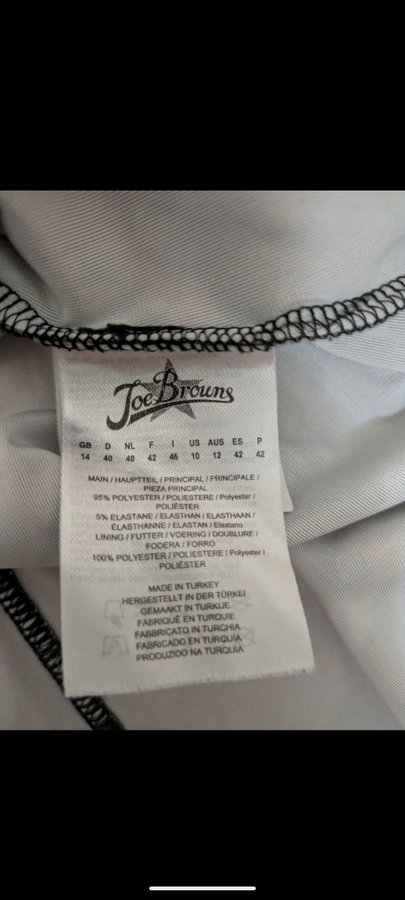 Joe Browns
GB D NL F I US AUS ES P
14 40 40 42 46 10 12 42 42
MAIN / HAUPTTEIL / PRINCIPAL / PRINCIPALE /
PIEZA PRINCIPAL
95% POLYESTER / POLIESTERE / Polyester /
POLIÉSTER
5% ELASTANE / ELASTHAN / ELASTHAAN /
ÉLASTHANNE / ELASTAN / Elastano
LINING / FUTTER / VOERING / DOUBLURE /
FODERA / FORRO
100% POLYESTER / POLIESTERE / Polyester /
POLIÉSTER
MADE IN TURKEY
HERGESTELLT IN DER TÜRKEI
GEMAAKT IN TURKIJE
FABRIQUÉ EN TURQUIE
FABBRICATO IN TURCHIA
FABRICADO EN TURQUÍA
PRODUZIDO NA TURQUIA